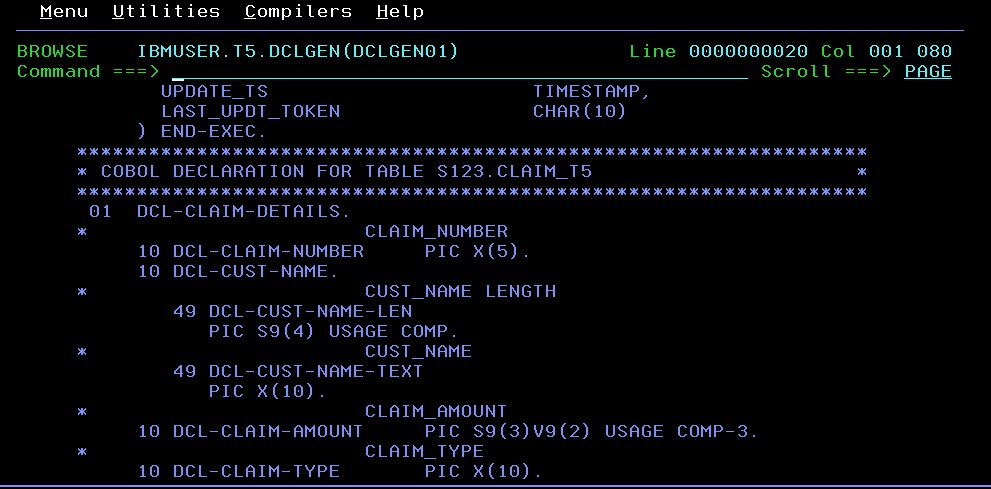 Menu  Utilities  Compilers  Help
BROWSE    IBMUSER.T5.DCLGEN(DCLGEN01)    Line 0000000020 Col 001 080
Command ===>    Scroll ===> PAGE
UPDATE_TS    TIMESTAMP,
LAST_UPDT_TOKEN    CHAR(10)
) END-EXEC.
******************************************************************
* COBOL DECLARATION FOR TABLE S123.CLAIM_T5                      *
******************************************************************
01  DCL-CLAIM-DETAILS.
*    CLAIM_NUMBER
10 DCL-CLAIM-NUMBER    PIC X(5).
10 DCL-CUST-NAME.
*    CUST_NAME LENGTH
49 DCL-CUST-NAME-LEN
PIC S9(4) USAGE COMP.
*    CUST_NAME
49 DCL-CUST-NAME-TEXT
PIC X(10).
*    CLAIM_AMOUNT
10 DCL-CLAIM-AMOUNT    PIC S9(3)V9(2) USAGE COMP-3.
*    CLAIM_TYPE
10 DCL-CLAIM-TYPE    PIC X(10).